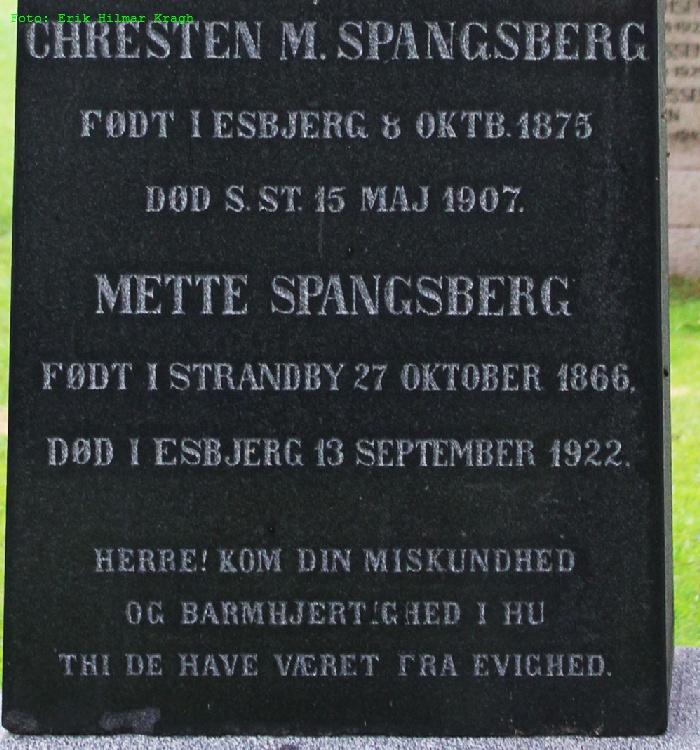 Foto: Erik Hilmar Kragh
CHRESTEN M. SPANGSBERG
FØDT I ESBJERG 8 OKTB. 1875
DØD S. ST. 15 MAJ 1907.
METTE SPANGSBERG
FØDT I STRANDBY 27 OKTOBER 1866.
DØD I ESBJERG 13 SEPTEMBER 1922.
HERRE! KOM DIN MISKUNDHED
OG BARMHJERTIGHED I HU
THI DE HAVE VÆRET FRA EVIGHED.